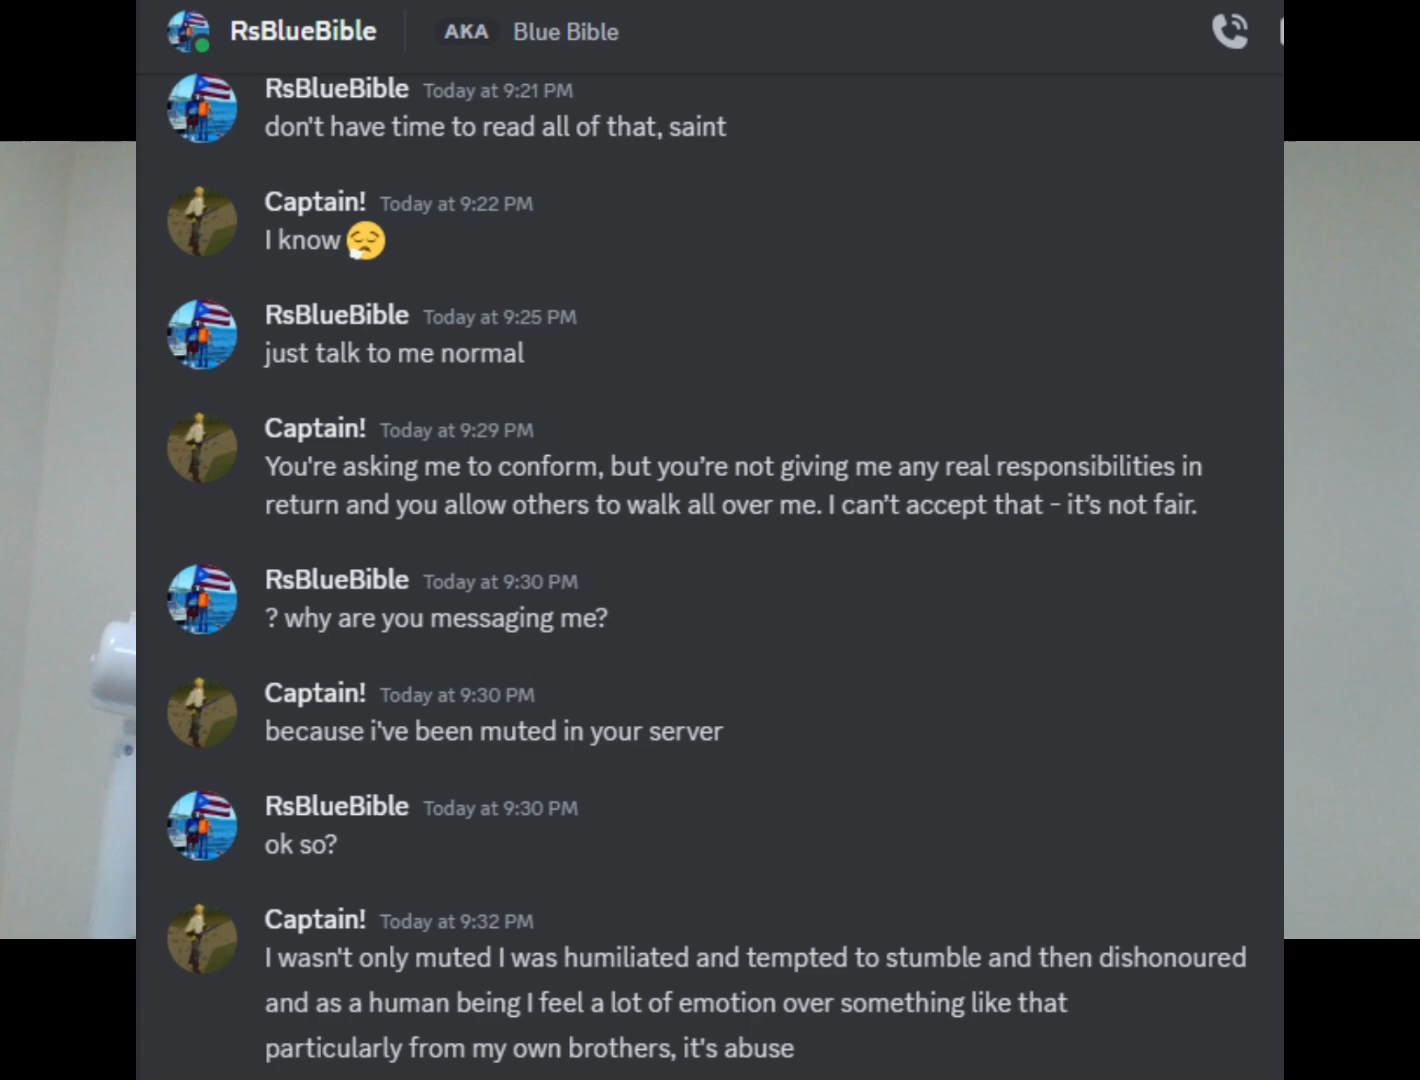 RsBlueBible AKA Blue Bible
RsBlueBible Today at 9:21 PM
don't have time to read all of that, saint
Captain! Today at 9:22 PM
I know
RsBlueBible Today at 9:25 PM
just talk to me normal
Captain! Today at 9:29 PM
You're asking me to conform, but you’re not giving me any real responsibilities in
return and you allow others to walk all over me. I can’t accept that - it’s not fair.
RsBlueBible Today at 9:30 PM
? why are you messaging me?
Captain! Today at 9:30 PM
because i've been muted in your server
RsBlueBible Today at 9:30 PM
ok so?
Captain! Today at 9:32 PM
I wasn't only muted I was humiliated and tempted to stumble and then dishonoured
and as a human being I feel a lot of emotion over something like that
particularly from my own brothers, it's abuse